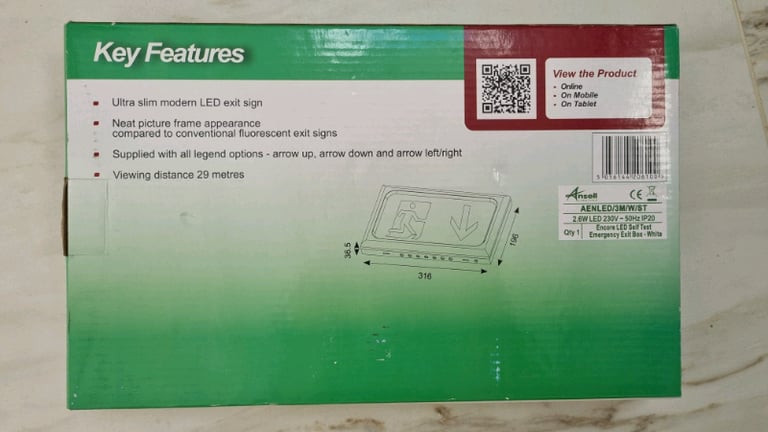 Key Features
Ultra slim modern LED exit sign
Neat picture frame appearance
compared to conventional fluorescent exit signs
Supplied with all legend options - arrow up, arrow down and arrow left/right
Viewing distance 29 metres
View the Product
- Online
- On Mobile
- On Tablet
Ansell
CE
AENLED/3M/W/ST
2.6W LED 230V ~ 50Hz IP20
Qty 1
Encore LED Self Test
Emergency Exit Box - White
36.5
316
196